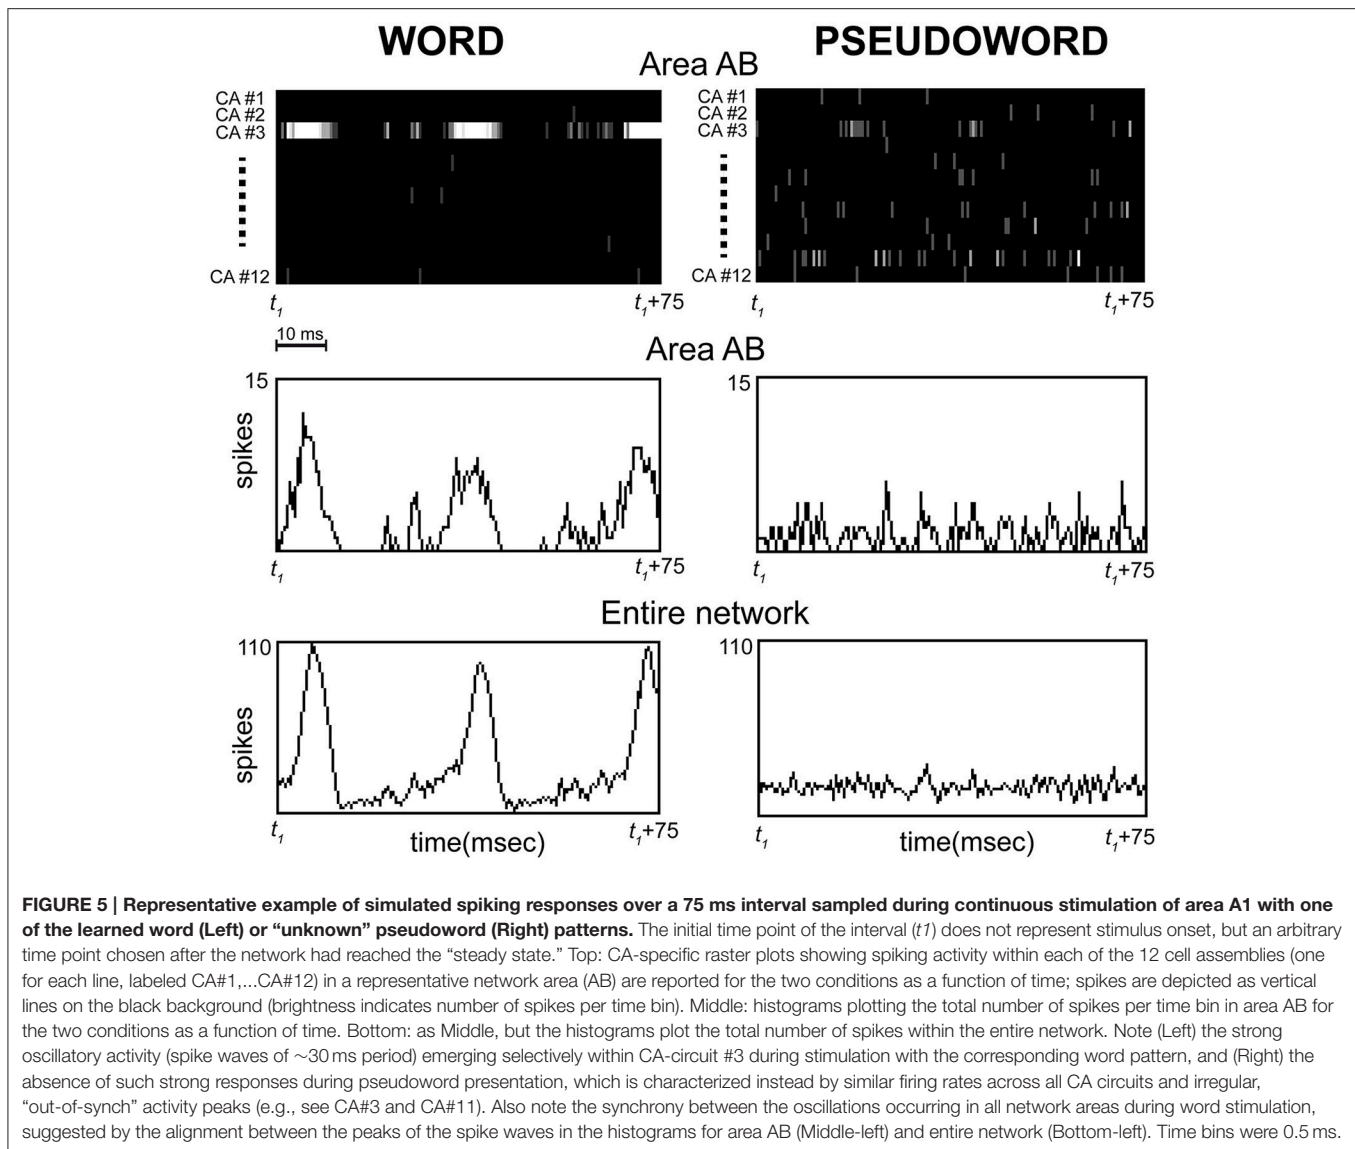 WORD PSEUDOWORD
Area AB
CA #1 CA #1
CA #2 CA #2
CA #3 CA #3
CA #12 CA #12
t1 t1+75 t1 t1+75
10 ms
Area AB
15 15
spikes
t1 t1+75 t1 t1+75
Entire network
110 110
spikes
t1 t1+75 t1 t1+75
time(msec) time(msec)
FIGURE 5 | Representative example of simulated spiking responses over a 75 ms interval sampled during continuous stimulation of area A1 with one
of the learned word (Left) or “unknown” pseudoword (Right) patterns. The initial time point of the interval (t1) does not represent stimulus onset, but an arbitrary
time point chosen after the network had reached the “steady state.” Top: CA-specific raster plots showing spiking activity within each of the 12 cell assemblies (one
for each line, labeled CA#1,...CA#12) in a representative network area (AB) are reported for the two conditions as a function of time; spikes are depicted as vertical
lines on the black background (brightness indicates number of spikes per time bin). Middle: histograms plotting the total number of spikes per time bin in area AB for
the two conditions as a function of time. Bottom: as Middle, but the histograms plot the total number of spikes within the entire network. Note (Left) the strong
oscillatory activity (spike waves of ∼30 ms period) emerging selectively within CA-circuit #3 during stimulation with the corresponding word pattern, and (Right) the
absence of such strong responses during pseudoword presentation, which is characterized instead by similar firing rates across all CA circuits and irregular,
“out-of-synch” activity peaks (e.g., see CA#3 and CA#11). Also note the synchrony between the oscillations occurring in all network areas during word stimulation,
suggested by the alignment between the peaks of the spike waves in the histograms for area AB (Middle-left) and entire network (Bottom-left). Time bins were 0.5 ms.